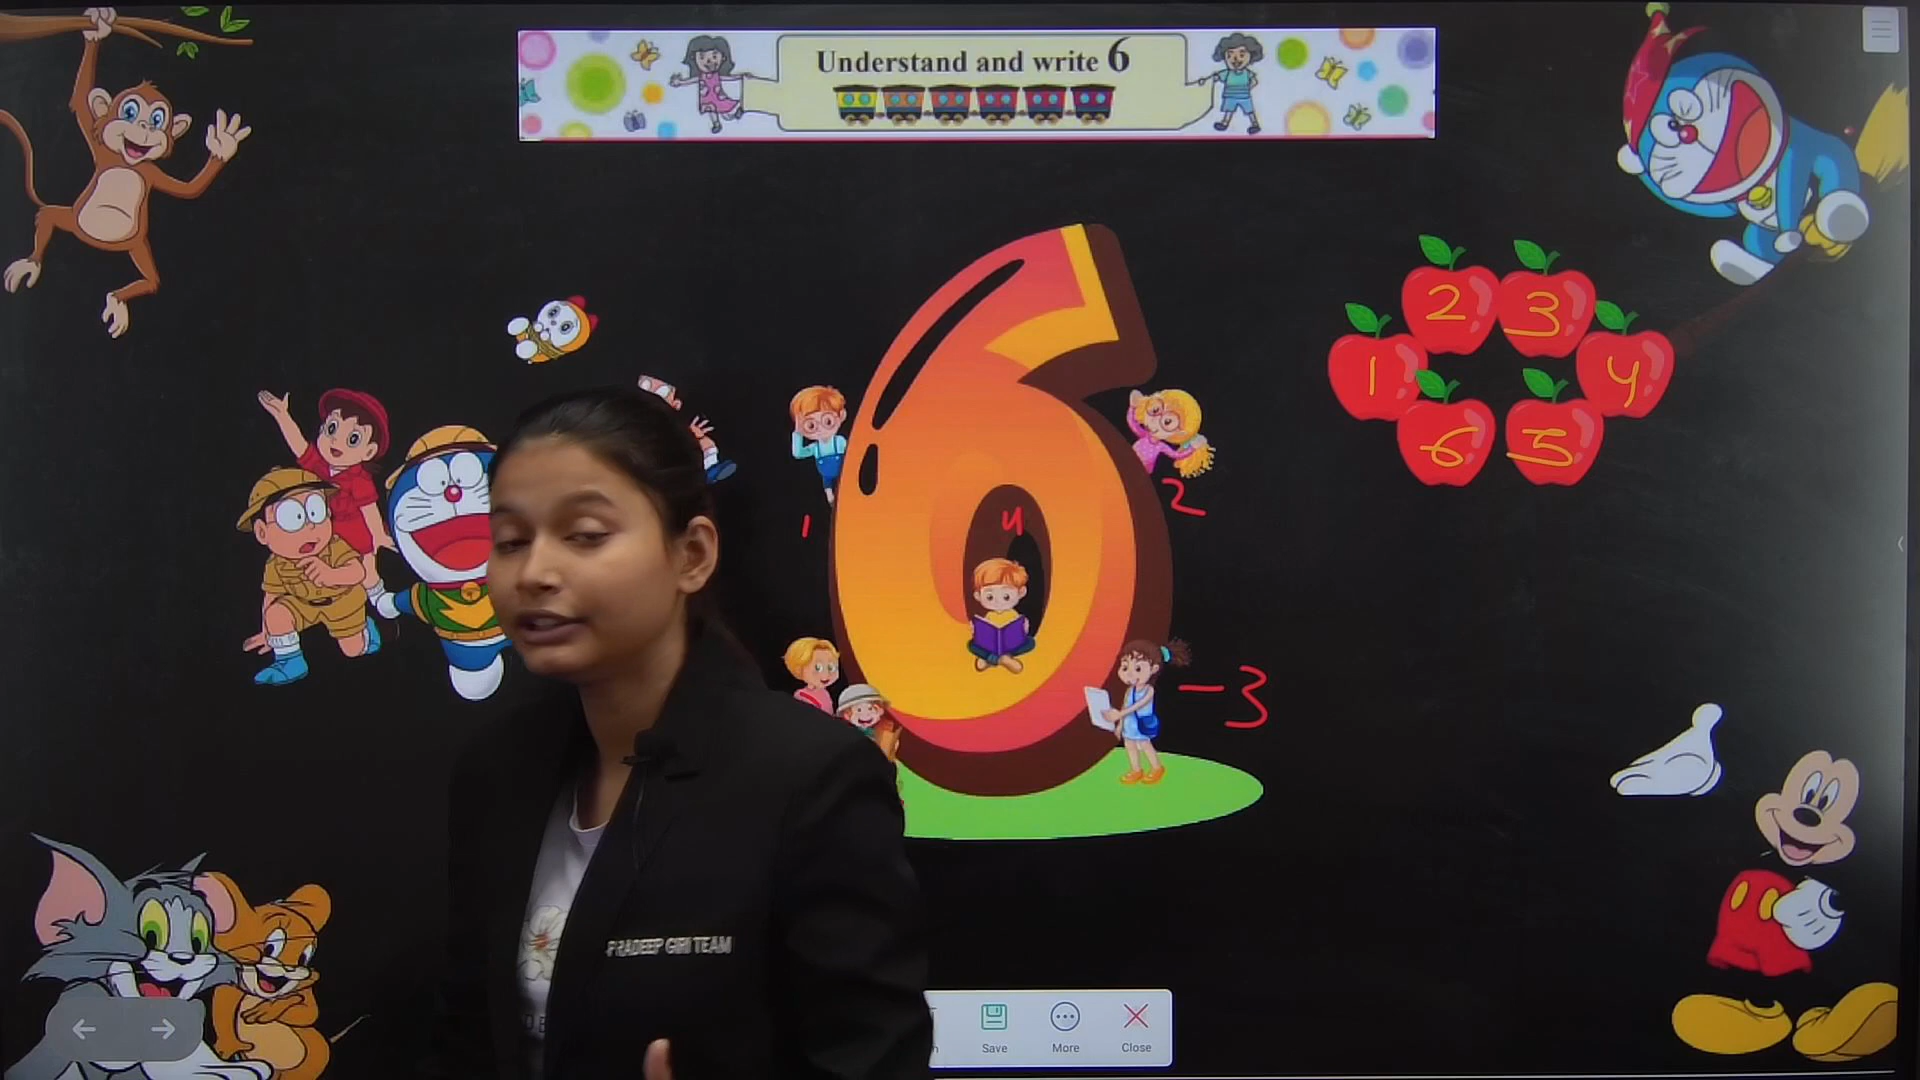 Understand and write 6
2 3
1 4
6 5
6
1
2
4
3
PRADEEP GIRI TEAM
Save More Close